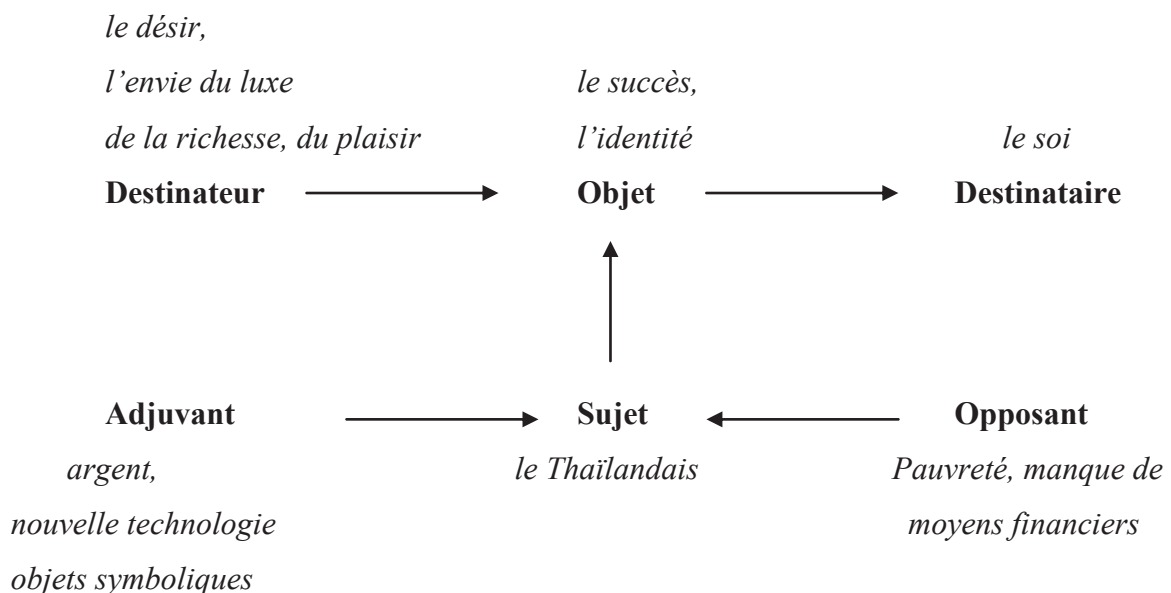 le désir,
l’envie du luxe
de la richesse, du plaisir
Destinateur
le succès,
l’identité
Objet
le soi
Destinataire
Adjuvant
argent,
nouvelle technologie
objets symboliques
Sujet
le Thaïlandais
Opposant
Pauvreté, manque de
moyens financiers